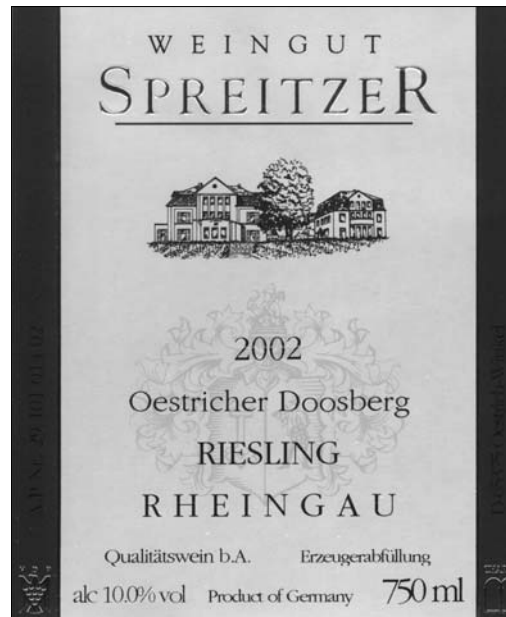 WEINGUT
SPREITZER
2002
Oestricher Doosberg
RIESLING
RHEINGAU
Qualitätswein b.A. Erzeugerabfüllung
alc 10.0% vol Product of Germany 750 ml